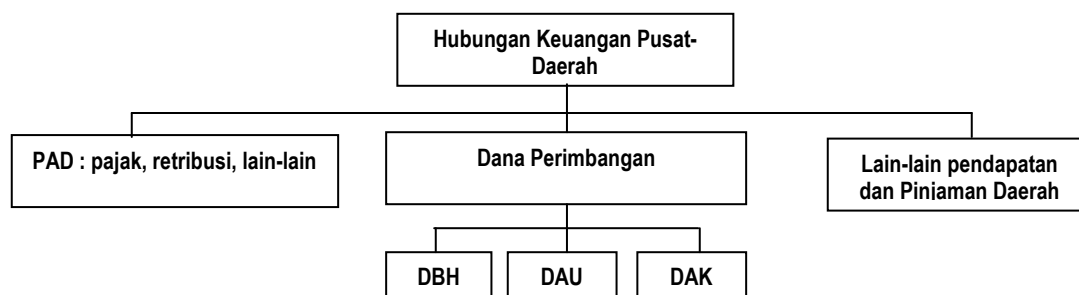 Hubungan Keuangan Pusat-
Daerah
PAD : pajak, retribusi, lain-lain
Dana Perimbangan
Lain-lain pendapatan
dan Pinjaman Daerah
DBH
DAU
DAK